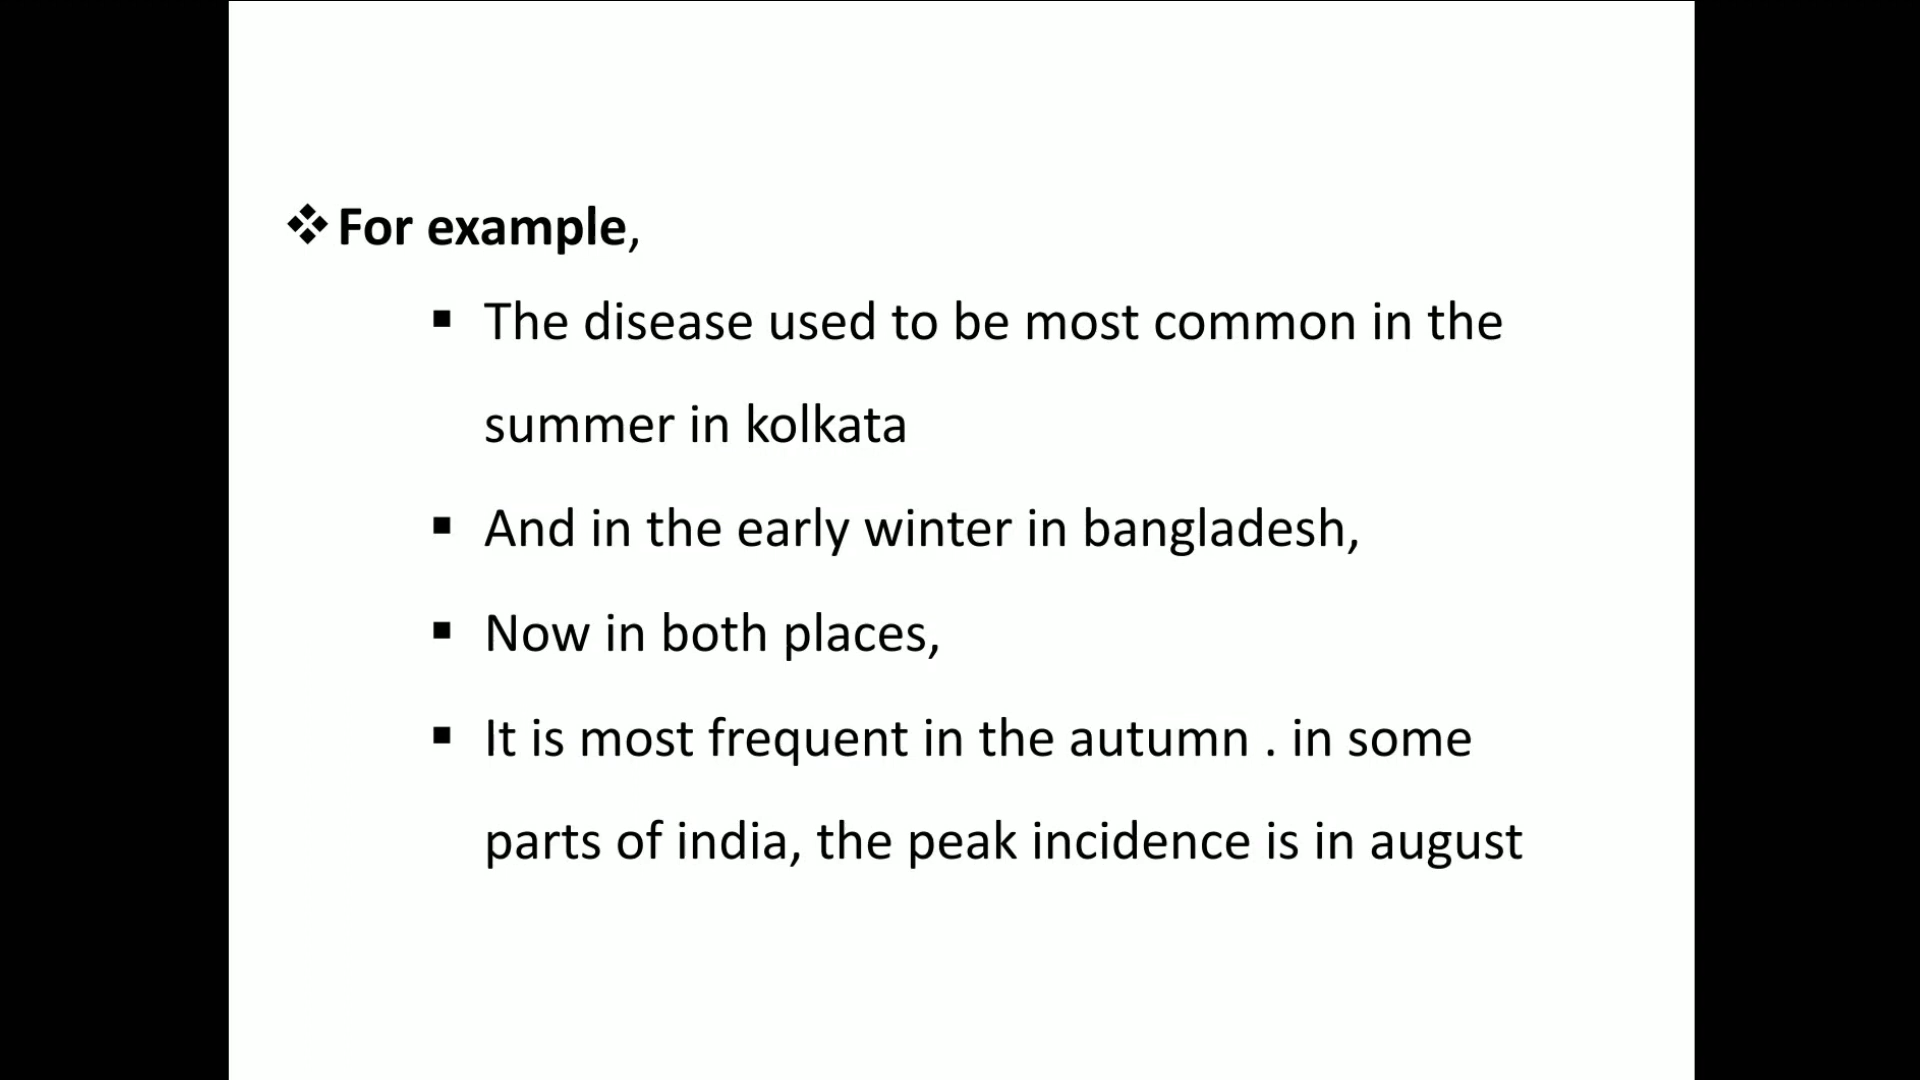 ❖For example,
▪ The disease used to be most common in the
summer in kolkata
▪ And in the early winter in bangladesh,
▪ Now in both places,
▪ It is most frequent in the autumn . in some
parts of india, the peak incidence is in august